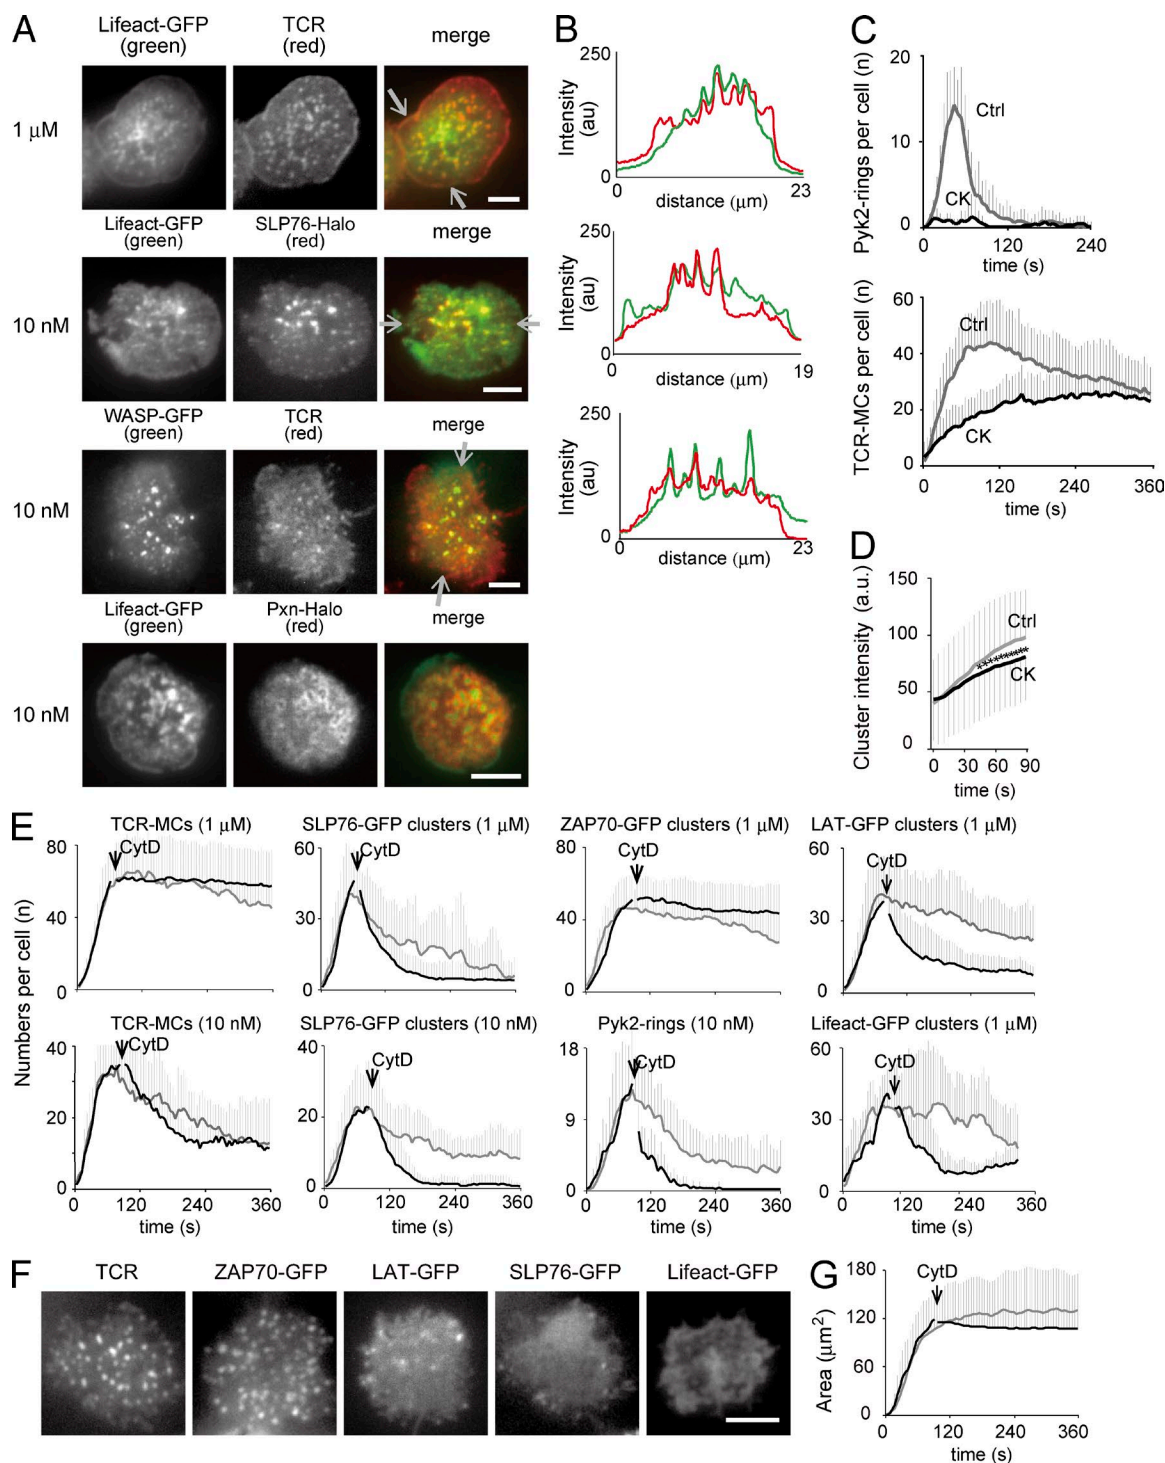 A
Lifeact-GFP
(green)
TCR
(red)
merge
1 μM
Lifeact-GFP
(green)
SLP76-Halo
(red)
merge
10 nM
WASP-GFP
(green)
TCR
(red)
merge
10 nM
Lifeact-GFP
(green)
Pxn-Halo
(red)
merge
10 nM
B
250
Intensity
(au)
0
0
23
distance (μm)
250
Intensity
(au)
0
0
19
distance (μm)
250
Intensity
(au)
0
0
23
distance (μm)
C
Pyk2-rings per cell (n)
20
10
0
Ctrl
CK
0 120 240
time (s)
TCR-MCs per cell (n)
60
40
20
0
Ctrl
CK
0 120 240 360
time (s)
D
Cluster intensity (a.u.)
150
100
50
0
Ctrl
*********
CK
0 30 60 90
time (s)
E
Numbers per cell (n)
TCR-MCs (1 μM)
80
40
0
CytD
SLP76-GFP clusters (1 μM)
60
30
0
CytD
ZAP70-GFP clusters (1 μM)
80
40
0
CytD
LAT-GFP clusters (1 μM)
60
30
0
CytD
TCR-MCs (10 nM)
40
20
0
CytD
0 120 240 360
time (s)
SLP76-GFP clusters (10 nM)
40
20
0
CytD
0 120 240 360
time (s)
Pyk2-rings (10 nM)
18
9
0
CytD
0 120 240 360
time (s)
Lifeact-GFP clusters (1 μM)
60
30
0
CytD
0 120 240 360
time (s)
F
TCR
ZAP70-GFP
LAT-GFP
SLP76-GFP
Lifeact-GFP
G
Area (μm²)
180
120
60
0
CytD
0 120 240 360
time (s)